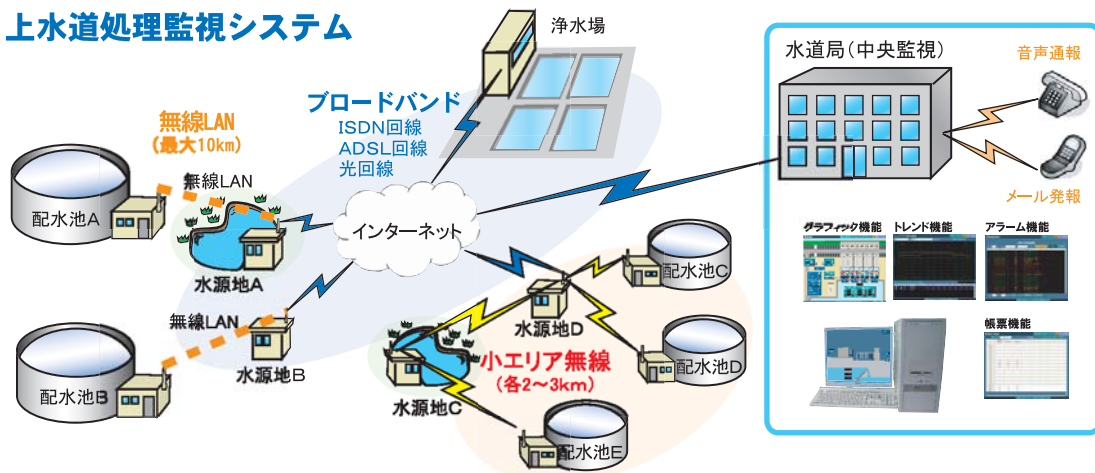 上水道処理監視システム
浄水場
水道局(中央監視)
音声通報
ブロードバンド
ISDN回線
ADSL回線
光回線
無線LAN
(最大10km)
無線LAN
配水池A
水源地A
インターネット
メール発報
グラフィック機能
トレンド機能
アラーム機能
配水池C
水源地D
無線LAN
水源地B
配水池B
小エリア無線
(各2～3km)
配水池D
水源地C
配水池E
帳票機能